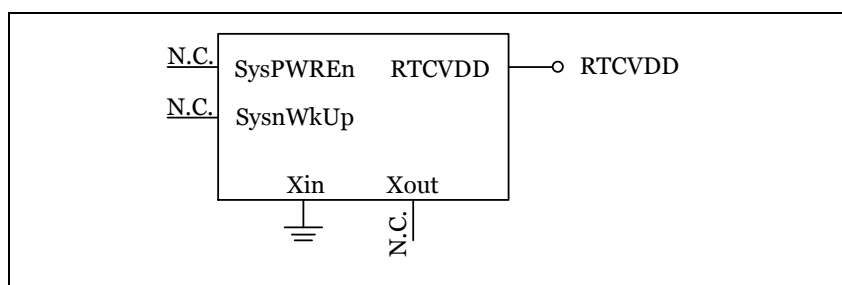 N.C.
SysPWREn
RTCVDD
RTCVDD
N.C.
SysnWkUp
Xin
Xout
N.C.